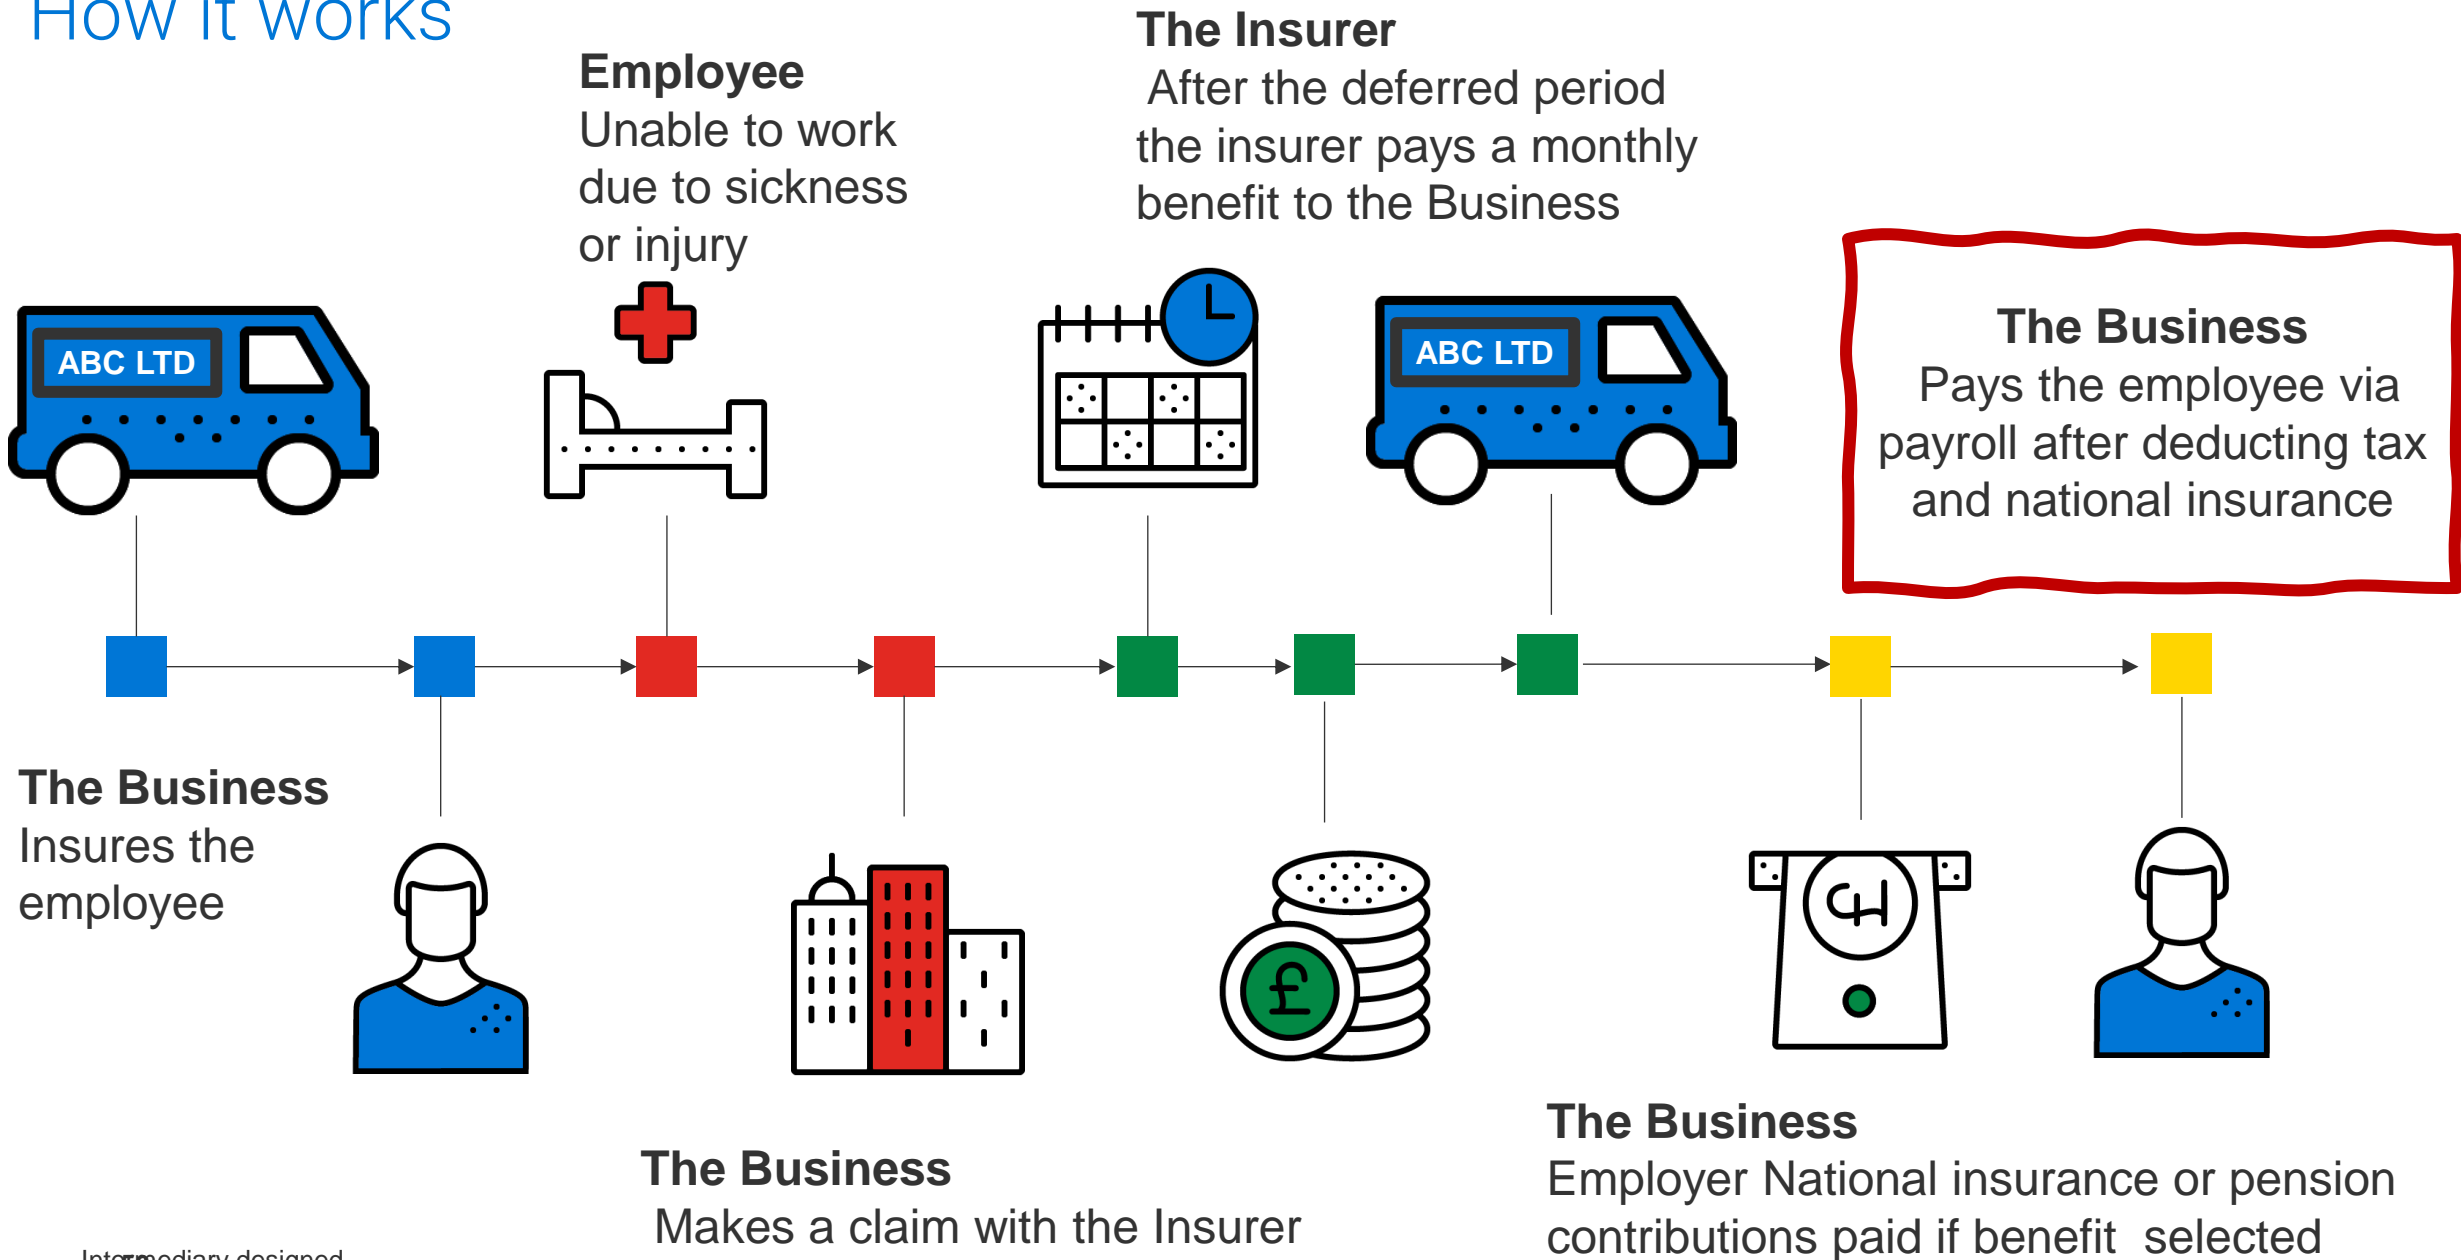 How it works
Employee
Unable to work
due to sickness
or injury
The Insurer
After the deferred period
the insurer pays a monthly
benefit to the Business
ABC LTD
ABC LTD
The Business
Pays the employee via
payroll after deducting tax
and national insurance
The Business
Insures the
employee
£
£
The Business
Makes a claim with the Insurer
The Business
Employer National insurance or pension
contributions paid if benefit selected
Intermediary designed